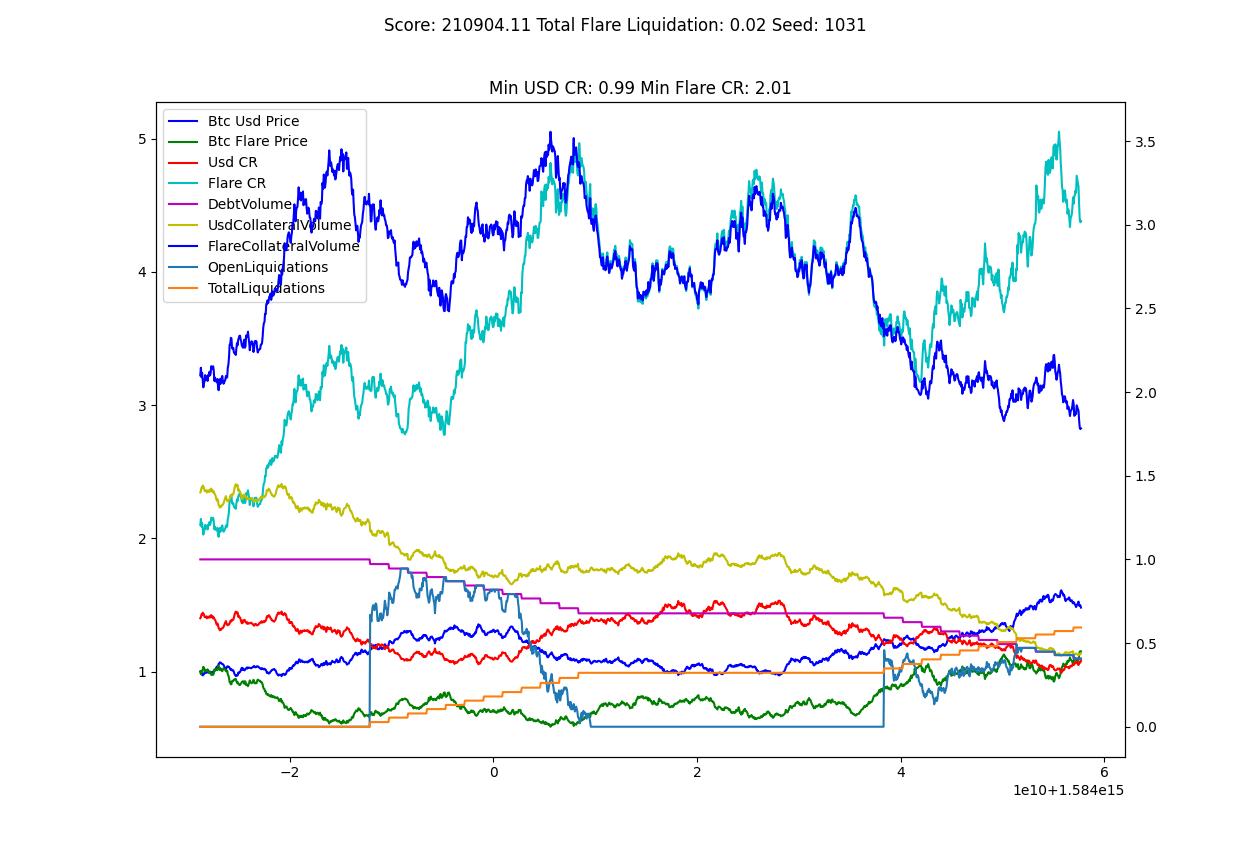 Score: 210904.11 Total Flare Liquidation: 0.02 Seed: 1031
Min USD CR: 0.99 Min Flare CR: 2.01
Btc Usd Price
Btc Flare Price
Usd CR
Flare CR
DebtVolume
UsdCollateralVolume
FlareCollateralVolume
OpenLiquidations
TotalLiquidations
5
4
3
2
1
3.5
3.0
2.5
2.0
1.5
1.0
0.5
0.0
−2
0
2
4
6
1e10+1.584e15